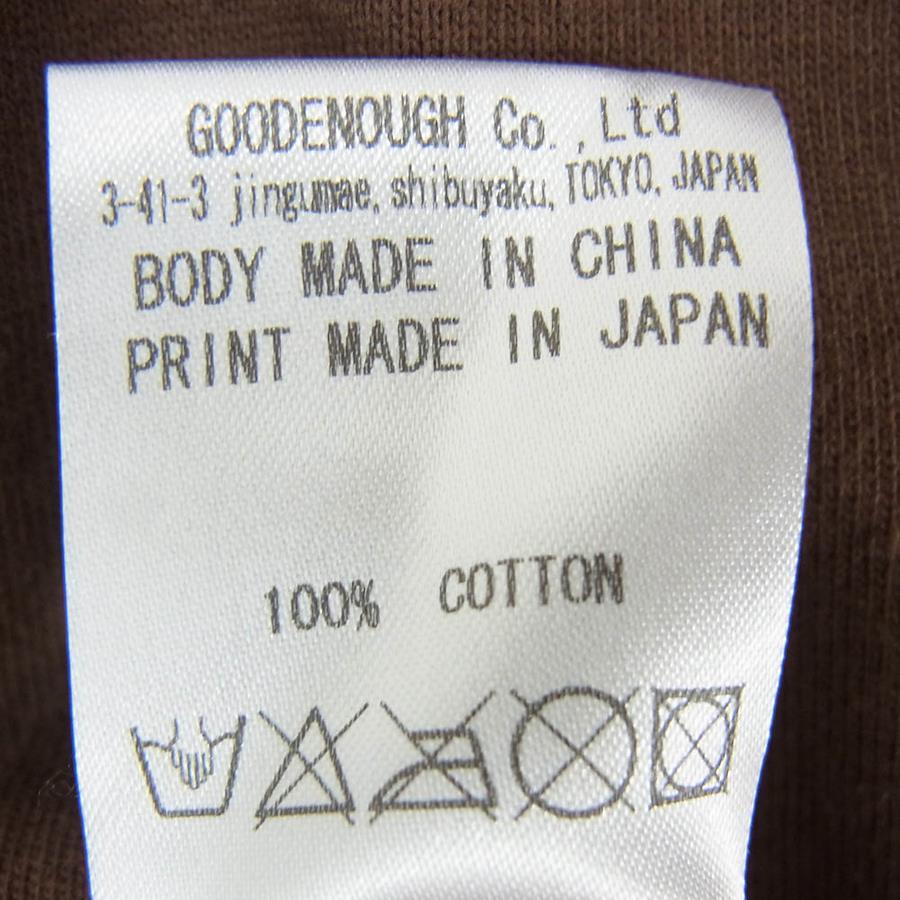 GOODENOUGH Co.,Ltd
3-41-3 jingumae, shibuyaku, TOKYO, JAPAN
BODY MADE IN CHINA
PRINT MADE IN JAPAN
100% COTTON